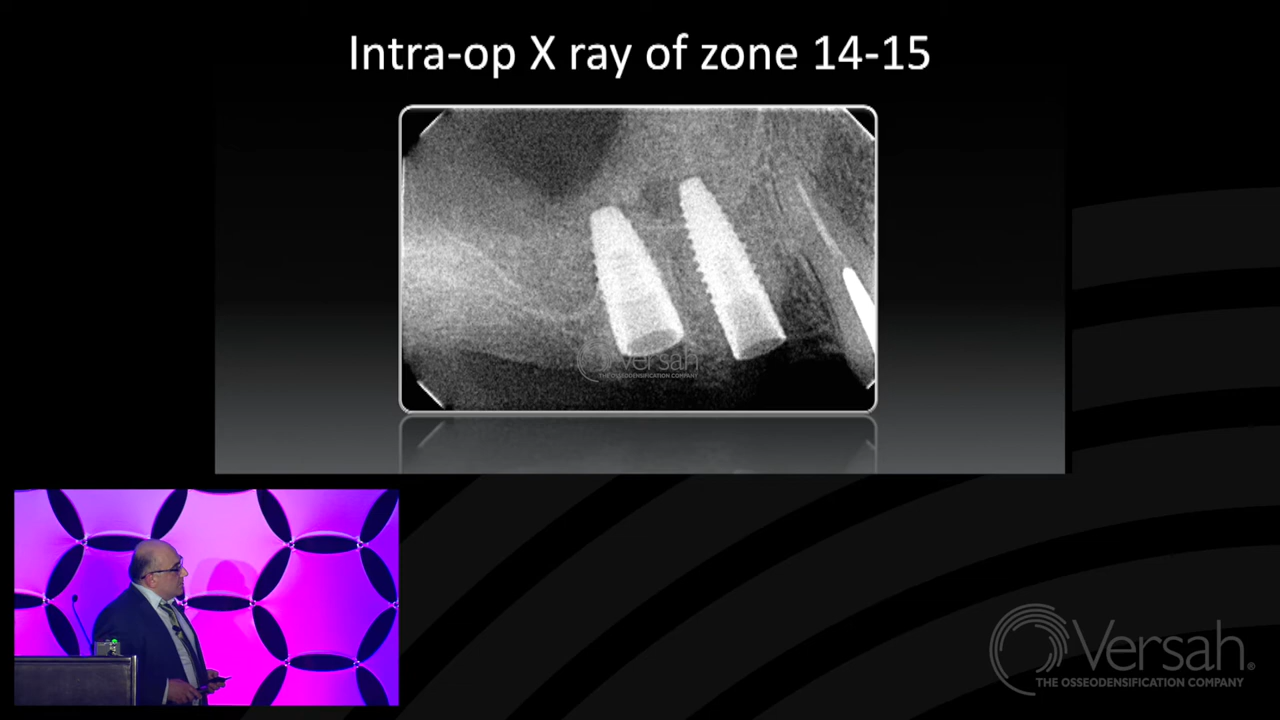 Intra-op X ray of zone 14-15
Versah
THE OSSEODENSIFICATION COMPANY
Versah®
THE OSSEODENSIFICATION COMPANY